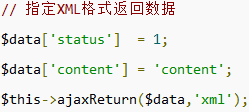 // 指定XML格式返回数据
$data['status']  = 1;
$data['content'] = 'content';
$this->ajaxReturn($data,'xml');